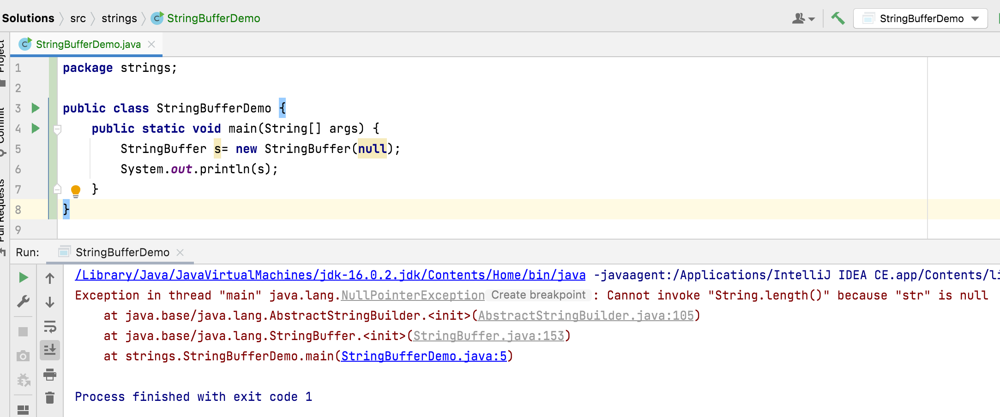 Solutions src strings StringBufferDemo
StringBufferDemo
StringBufferDemo.java
Project
Commit
Pull Requests
1 package strings;
2
3 public class StringBufferDemo {
4 public static void main(String[] args) {
5 StringBuffer s= new StringBuffer(null);
6 System.out.println(s);
7 }
8 }
9
Run: StringBufferDemo
/Library/Java/JavaVirtualMachines/jdk-16.0.2.jdk/Contents/Home/bin/java -javaagent:/Applications/IntelliJ IDEA CE.app/Contents/li
Exception in thread "main" java.lang.NullPointerException Create breakpoint : Cannot invoke "String.length()" because "str" is null
at java.base/java.lang.AbstractStringBuilder.<init>(AbstractStringBuilder.java:105)
at java.base/java.lang.StringBuffer.<init>(StringBuffer.java:153)
at strings.StringBufferDemo.main(StringBufferDemo.java:5)
Process finished with exit code 1